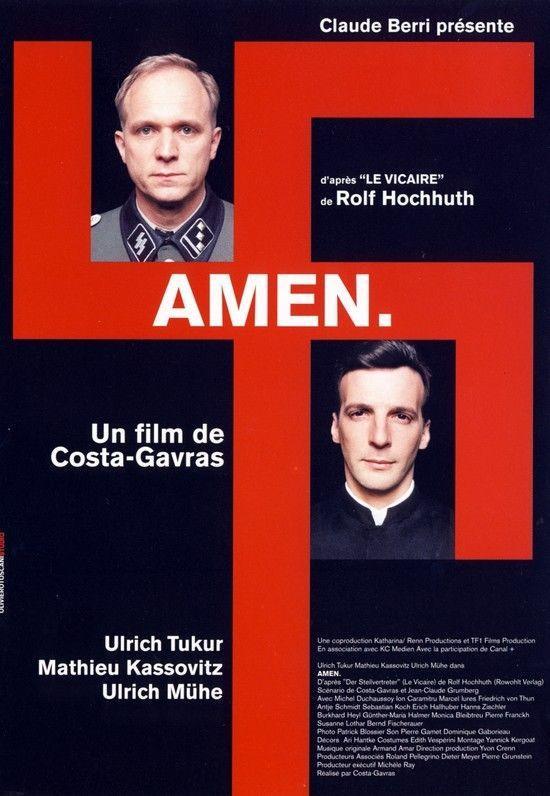 Claude Berri présente
d'après "LE VICAIRE"
de Rolf Hochhuth
AMEN.
Un film de
Costa-Gavras
OLIVIEROTOSCANISTUDIO
Ulrich Tukur
Mathieu Kassovitz
Ulrich Mühe
Une coproduction Katharina/ Renn Productions et TF1 Films Production
En association avec KC Medien Avec la participation de Canal +
Ulrich Tukur Mathieu Kassovitz Ulrich Mühe dans
AMEN.
D'après "Der Stellvertreter" (Le Vicaire) de Rolf Hochhuth (Rowohlt Verlag)
Scénario de Costa-Gavras et Jean-Claude Grumberg
Avec Michel Duchaussoy Ion Caramitru Marcel Iures Friedrich von Thun
Antje Schmidt Sebastian Koch Erich Hallhuber Hanns Zischler
Burkhard Heyl Günther-Maria Halmer Monica Bleibtreu Pierre Franckh
Susanne Lothar Bernd Fischerauer
Photo Patrick Blossier Son Pierre Gamet Dominique Gaborieau
Décors Ari Hantke Costumes Edith Vesperini Montage Yannick Kergoat
Musique originale Armand Amar Direction production Yvon Crenn
Producteurs Associés Roland Pellegrino Dieter Meyer Pierre Grunstein
Producteur exécutif Michèle Ray
Réalisé par Costa-Gavras